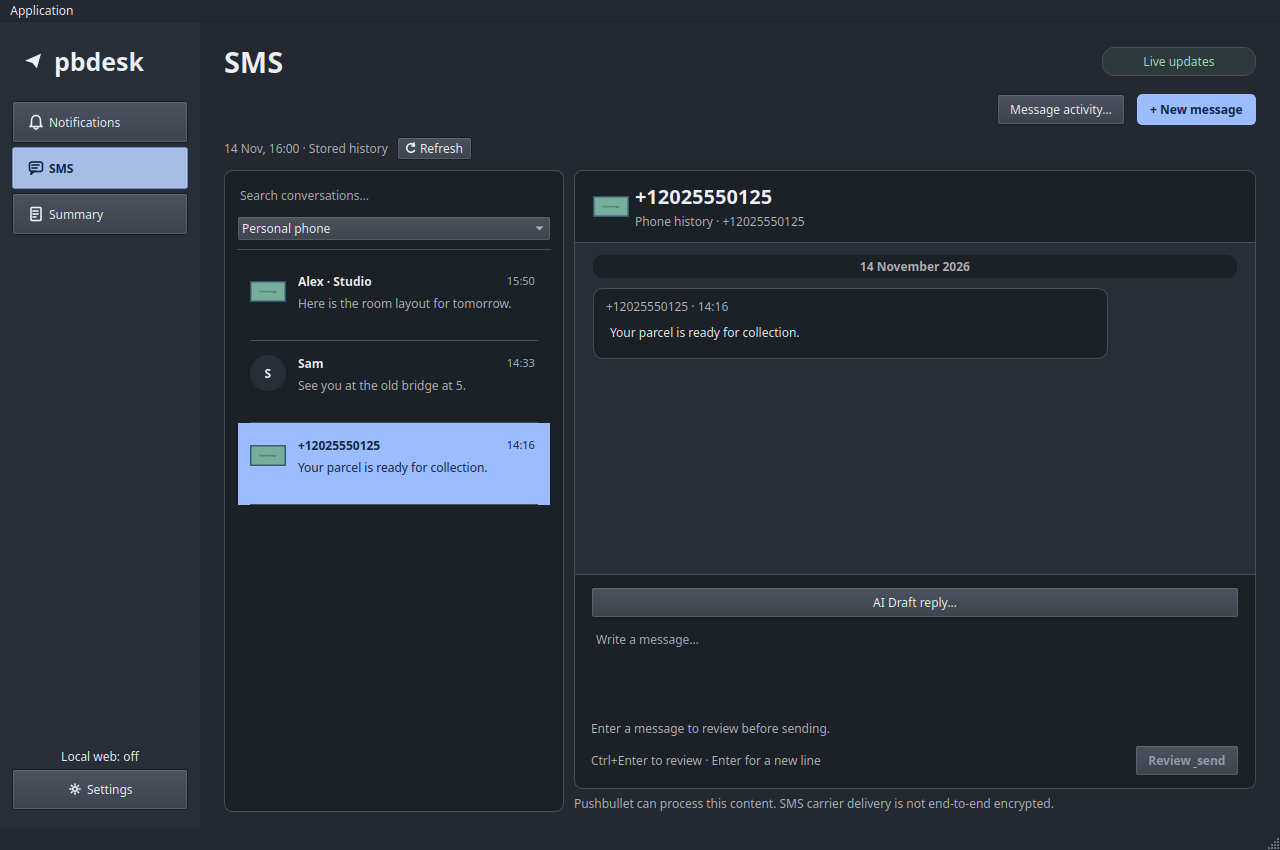 Application
pbdesk
Notifications
SMS
Summary
Local web: off
Settings
SMS
Live updates
Message activity...
+ New message
14 Nov, 16:00 · Stored history
Refresh
Search conversations...
Personal phone
Alex · Studio
15:50
Here is the room layout for tomorrow.
S
Sam
14:33
See you at the old bridge at 5.
+12025550125
14:16
Your parcel is ready for collection.
+12025550125
Phone history · +12025550125
14 November 2026
+12025550125 · 14:16
Your parcel is ready for collection.
AI Draft reply...
Write a message...
Enter a message to review before sending.
Ctrl+Enter to review · Enter for a new line
Review _send
Pushbullet can process this content. SMS carrier delivery is not end-to-end encrypted.